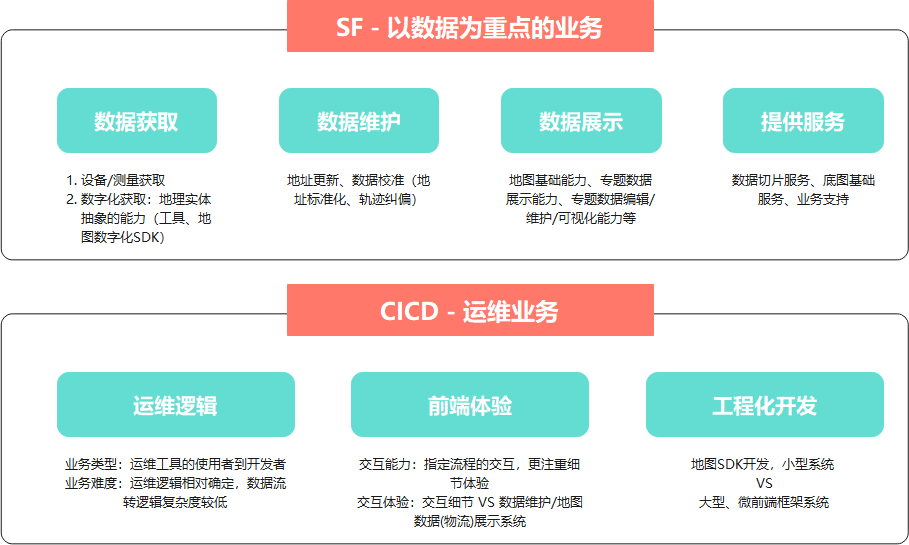 SF - 以数据为重点的业务
数据获取
数据维护
数据展示
提供服务
1. 设备/测量获取
2. 数字化获取：地理实体
抽象的能力（工具、地
图数字化SDK）
地址更新、数据校准（地
址标准化、轨迹纠偏）
地图基础能力、专题数据
展示能力、专题数据编辑/
维护/可视化能力等
数据切片服务、底图基础
服务、业务支持
CICD - 运维业务
运维逻辑
前端体验
工程化开发
业务类型：运维工具的使用者到开发者
业务难度：运维逻辑相对确定，数据流
转逻辑复杂度较低
交互能力：指定流程的交互，更注重细
节体验
交互体验：交互细节 VS 数据维护/地图
数据(物流)展示系统
地图SDK开发，小型系统
VS
大型、微前端框架系统